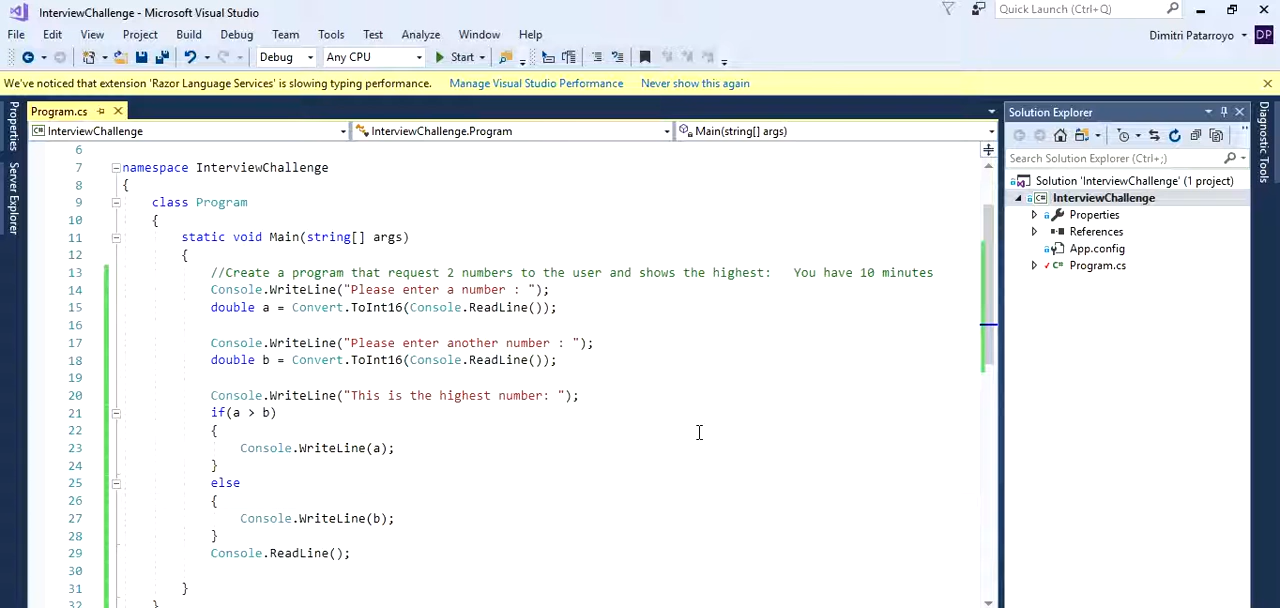 InterviewChallenge - Microsoft Visual Studio
Quick Launch (Ctrl+Q)
File Edit View Project Build Debug Team Tools Test Analyze Window Help
Dimitri Patarroyo DP
Debug Any CPU Start
We've noticed that extension 'Razor Language Services' is slowing typing performance. Manage Visual Studio Performance Never show this again
Properties
Server Explorer
Program.cs
InterviewChallenge InterviewChallenge.Program Main(string[] args)
6
7 namespace InterviewChallenge
8 {
9 class Program
10 {
11 static void Main(string[] args)
12 {
13 //Create a program that request 2 numbers to the user and shows the highest: You have 10 minutes
14 Console.WriteLine("Please enter a number : ");
15 double a = Convert.ToInt16(Console.ReadLine());
16
17 Console.WriteLine("Please enter another number : ");
18 double b = Convert.ToInt16(Console.ReadLine());
19
20 Console.WriteLine("This is the highest number: ");
21 if(a > b)
22 {
23 Console.WriteLine(a);
24 }
25 else
26 {
27 Console.WriteLine(b);
28 }
29 Console.ReadLine();
30
31 }
32 }
Solution Explorer
Search Solution Explorer (Ctrl+;)
Solution 'InterviewChallenge' (1 project)
C# InterviewChallenge
Properties
References
App.config
C# Program.cs
Diagnostic Tools